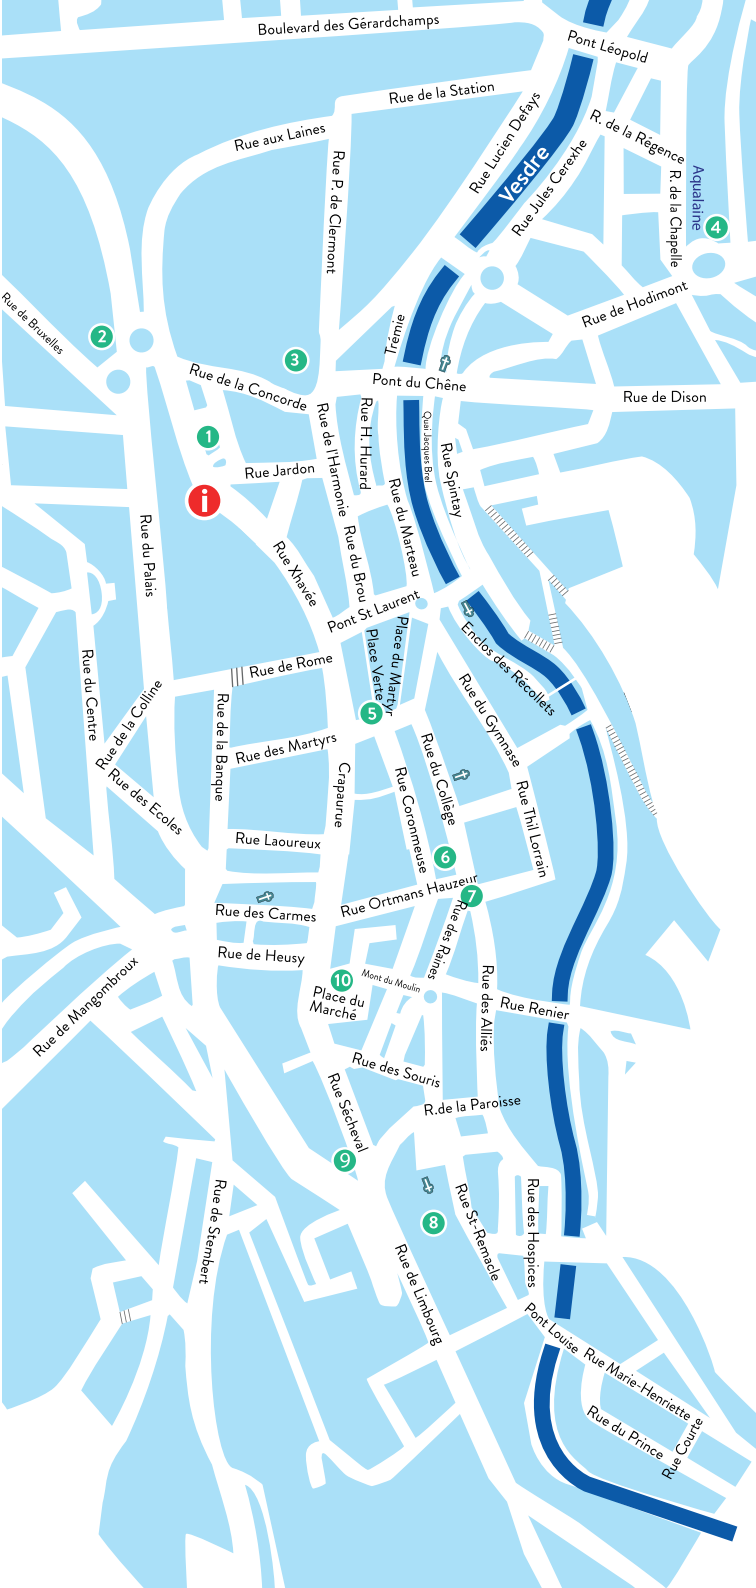 Boulevard des Gérardchamps
Pont Léopold
Rue de la Station
Rue aux Laines
Rue Lucien Defays
Vesdre
Rue Jules Cerexhe
R. de la Régence
R. de la Chapelle
Aqualaine
4
Rue P. de Clermont
Rue de Hodimont
Rue de Bruxelles
2
3
Trémie
Rue de la Concorde
Pont du Chêne
Rue de Dison
1
Rue de l'Harmonie
Rue H. Hurard
Quai Jacques Brel
Rue Spintay
Rue Jardon
i
Rue du Marteau
Rue du Palais
Rue Xhavée
Rue du Brou
Pont St Laurent
Place Verte
Place du Martyr
Enclos des Récollets
Rue de Rome
Rue du Centre
Rue de la Colline
Rue de la Banque
5
Rue du Gymnase
Rue des Martyrs
Rue des Ecoles
Crapaurue
Rue Coronmeuse
Rue du Collège
Rue Thil Lorrain
Rue Laoureux
6
Rue Ortmans Hauzeur
7
Rue des Carmes
Rue de Heusy
Rue des Raines
10
Mont du Moulin
Place du
Marché
Rue des Alliés
Rue Renier
Rue de Mangombroux
Rue des Souris
Rue Sécheval
R.de la Paroisse
9
Rue de Stembert
8
Rue St-Remacle
Rue des Hospices
Rue de Limbourg
Pont Louise
Rue Marie-Henriette
Rue du Prince
Rue Courte